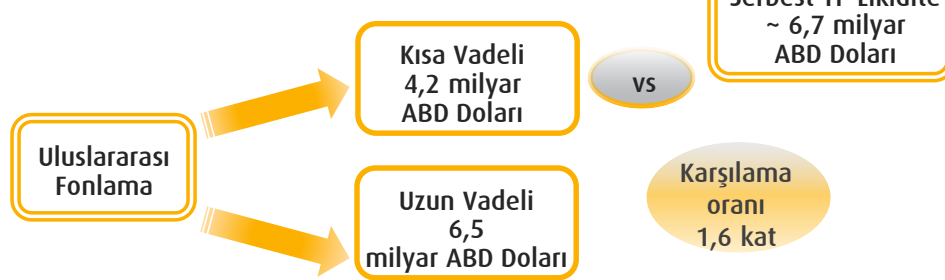 ~ 6,7 milyar
ABD Doları
Kısa Vadeli
4,2 milyar
ABD Doları
vs
Uluslararası
Fonlama
Uzun Vadeli
6,5
milyar ABD Doları
Karşılama
oranı
1,6 kat